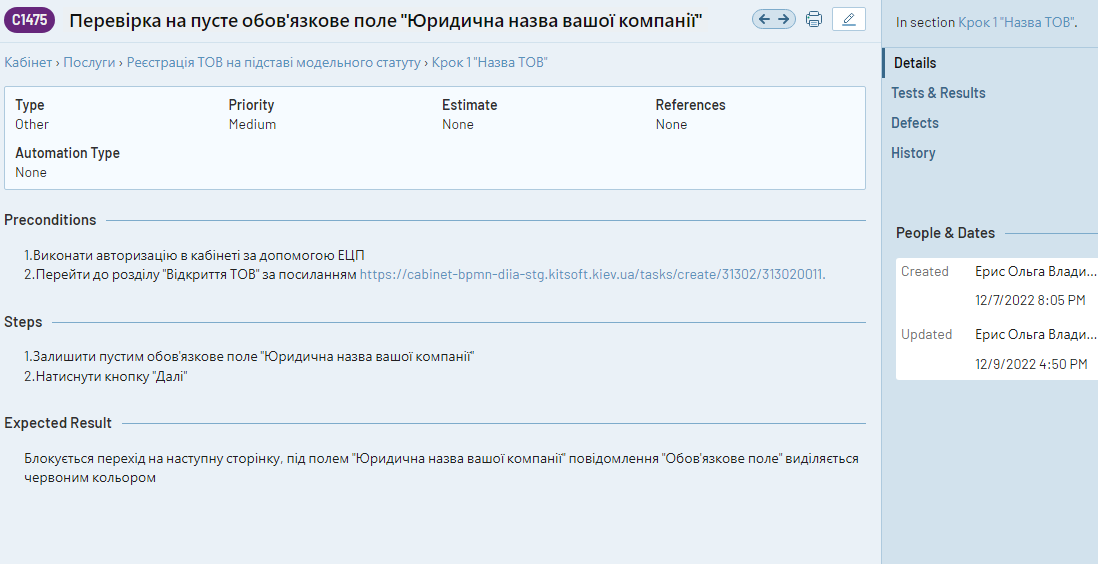 C1475 Перевірка на пусте обов'язкове поле "Юридична назва вашої компанії"
Кабінет › Послуги › Реєстрація ТОВ на підставі модельного статуту › Крок 1 "Назва ТОВ"
Type Priority Estimate References
Other Medium None None
Automation Type
None
Preconditions
1.Виконати авторизацію в кабінеті за допомогою ЕЦП
2.Перейти до розділу "Відкриття ТОВ" за посиланням https://cabinet-bpmn-diia-stg.kitsoft.kiev.ua/tasks/create/31302/313020011.
Steps
1.Залишити пустим обов'язкове поле "Юридична назва вашої компанії"
2.Натиснути кнопку "Далі"
Expected Result
Блокується перехід на наступну сторінку, під полем "Юридична назва вашої компанії" повідомлення "Обов'язкове поле" виділяється
червоним кольором
In section Крок 1 "Назва ТОВ".
Details
Tests & Results
Defects
History
People & Dates
Created Ерис Ольга Влади...
12/7/2022 8:05 PM
Updated Ерис Ольга Влади...
12/9/2022 4:50 PM